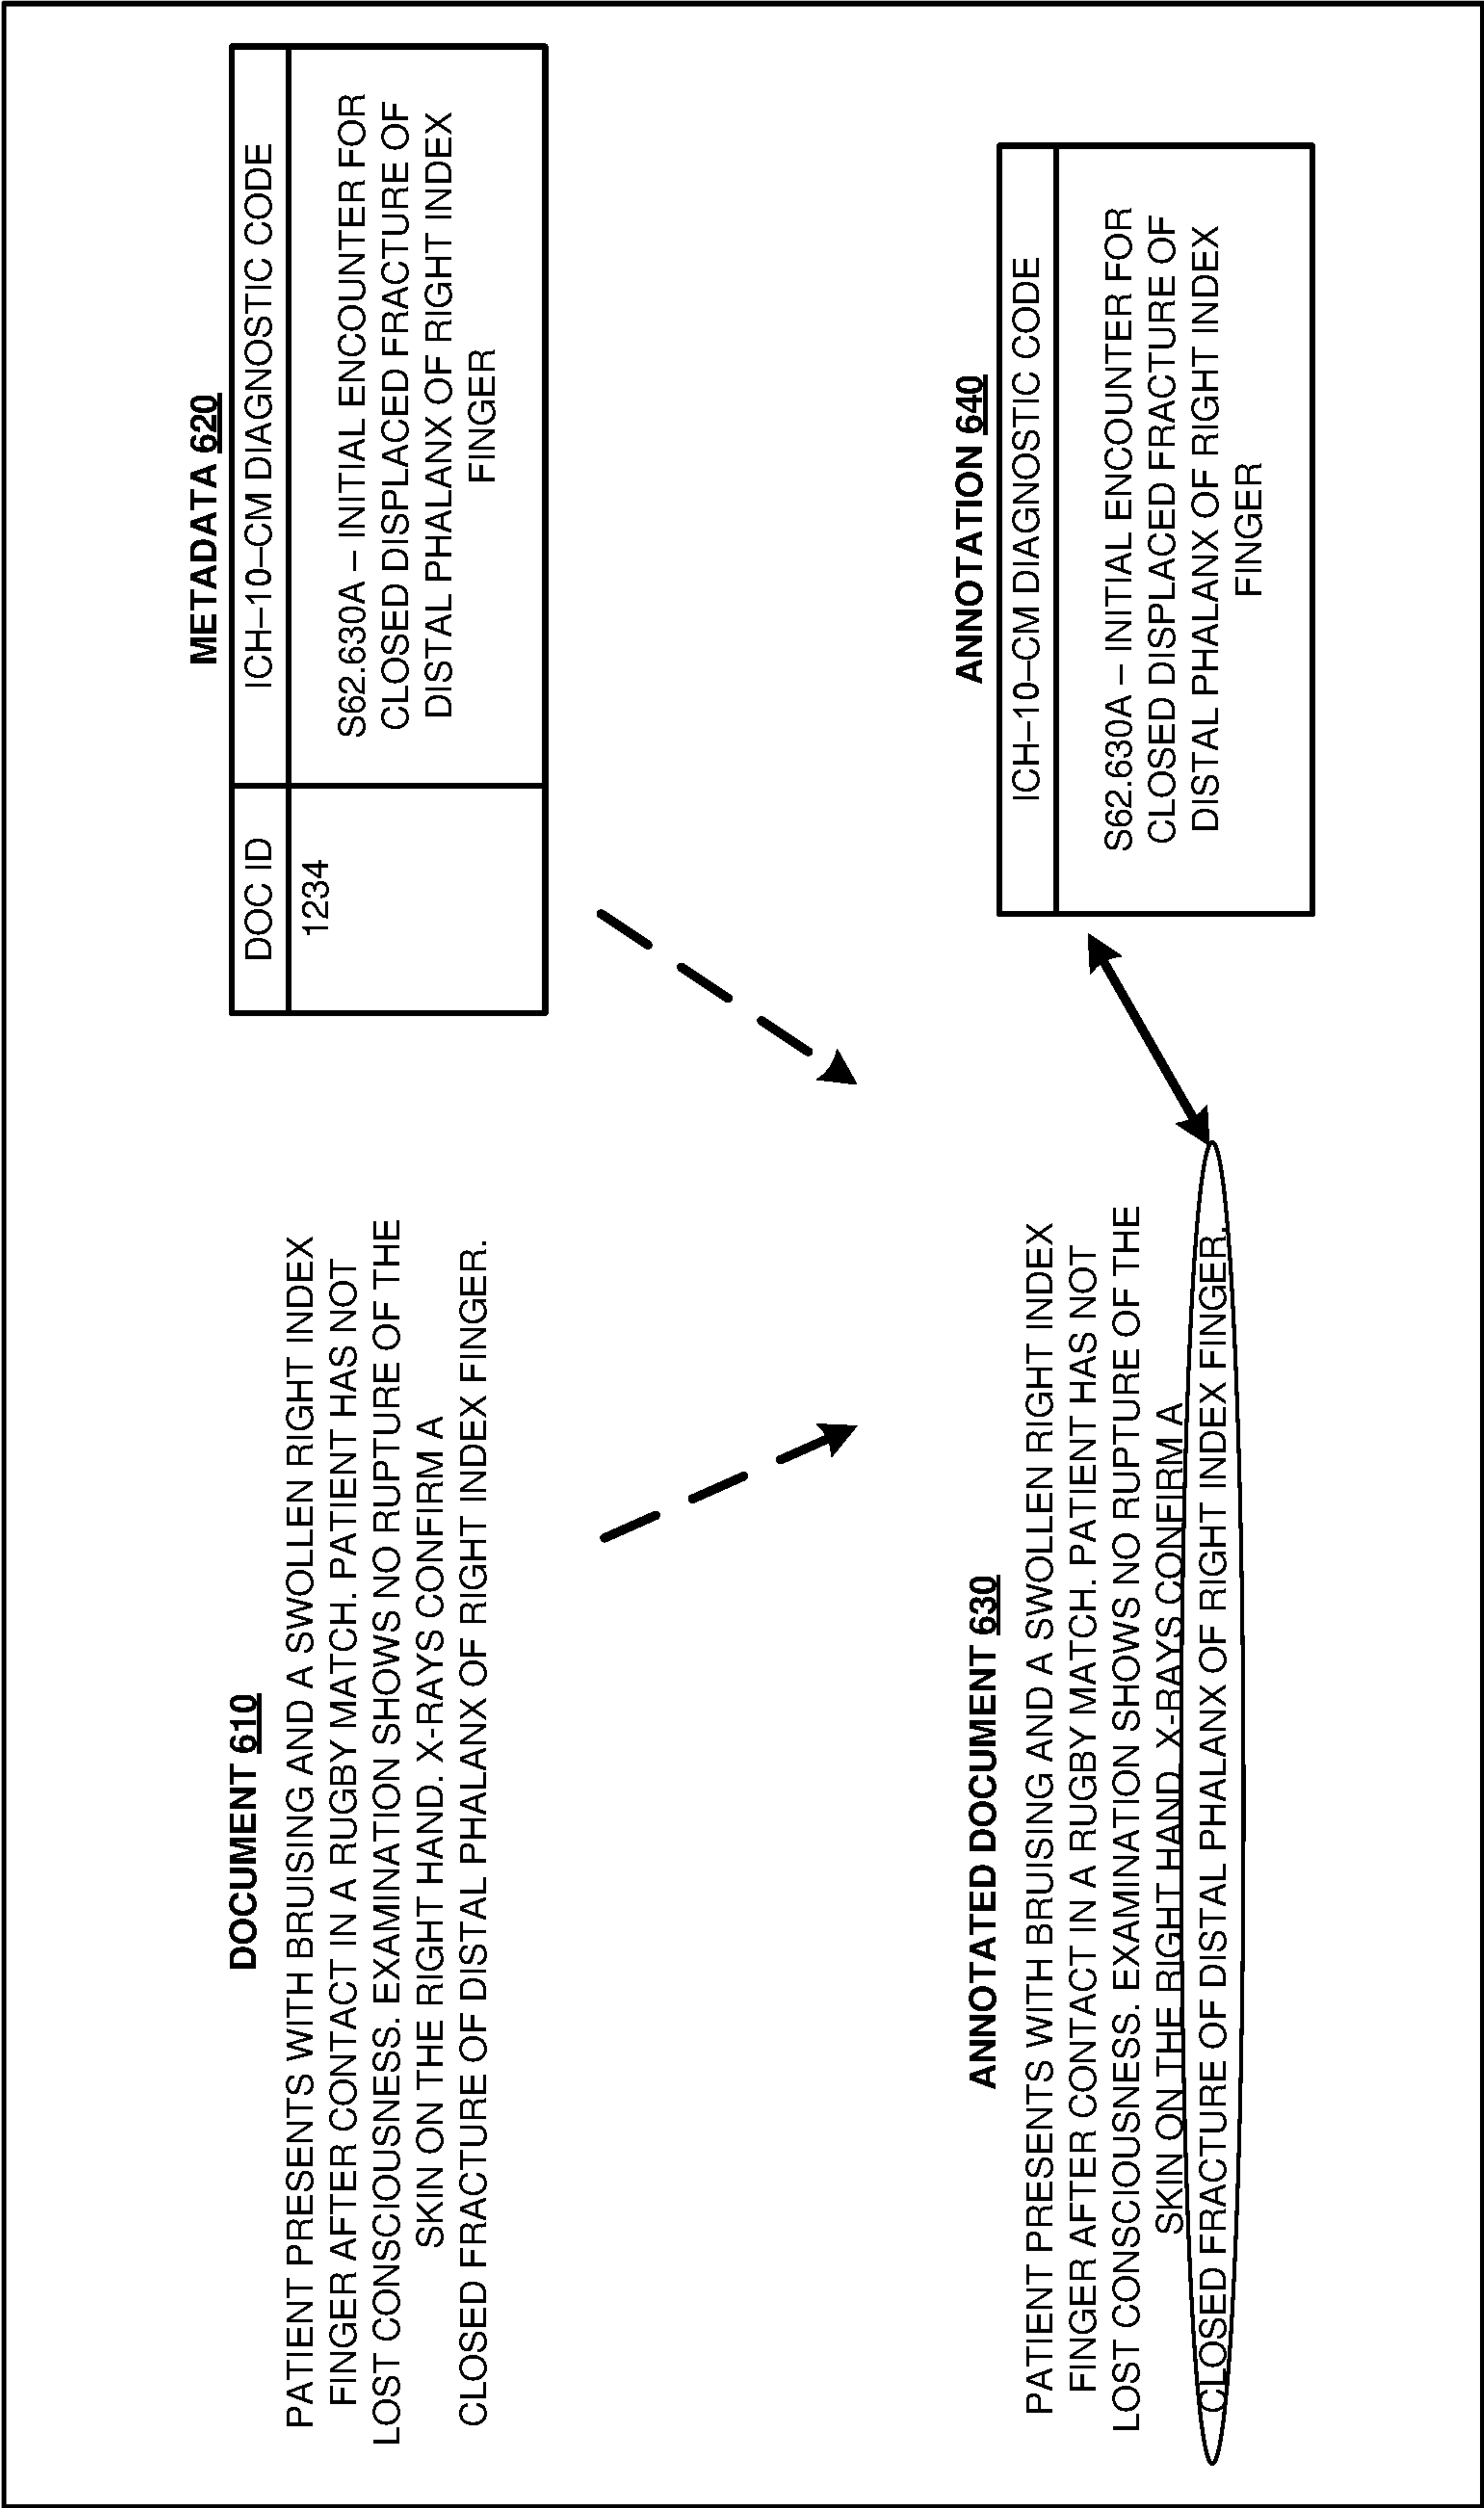 DOCUMENT 610
PATIENT PRESENTS WITH BRUISING AND A SWOLLEN RIGHT INDEX
FINGER AFTER CONTACT IN A RUGBY MATCH. PATIENT HAS NOT
LOST CONSCIOUSNESS. EXAMINATION SHOWS NO RUPTURE OF THE
SKIN ON THE RIGHT HAND. X-RAYS CONFIRM A
CLOSED FRACTURE OF DISTAL PHALANX OF RIGHT INDEX FINGER.
METADATA 620
DOC ID
ICH–10–CM DIAGNOSTIC CODE
1234
S62.630A – INITIAL ENCOUNTER FOR
CLOSED DISPLACED FRACTURE OF
DISTAL PHALANX OF RIGHT INDEX
FINGER
ANNOTATED DOCUMENT 630
PATIENT PRESENTS WITH BRUISING AND A SWOLLEN RIGHT INDEX
FINGER AFTER CONTACT IN A RUGBY MATCH. PATIENT HAS NOT
LOST CONSCIOUSNESS. EXAMINATION SHOWS NO RUPTURE OF THE
SKIN ON THE RIGHT HAND. X-RAYS CONFIRM A
CLOSED FRACTURE OF DISTAL PHALANX OF RIGHT INDEX FINGER.
ANNOTATION 640
ICH–10–CM DIAGNOSTIC CODE
S62.630A – INITIAL ENCOUNTER FOR
CLOSED DISPLACED FRACTURE OF
DISTAL PHALANX OF RIGHT INDEX
FINGER